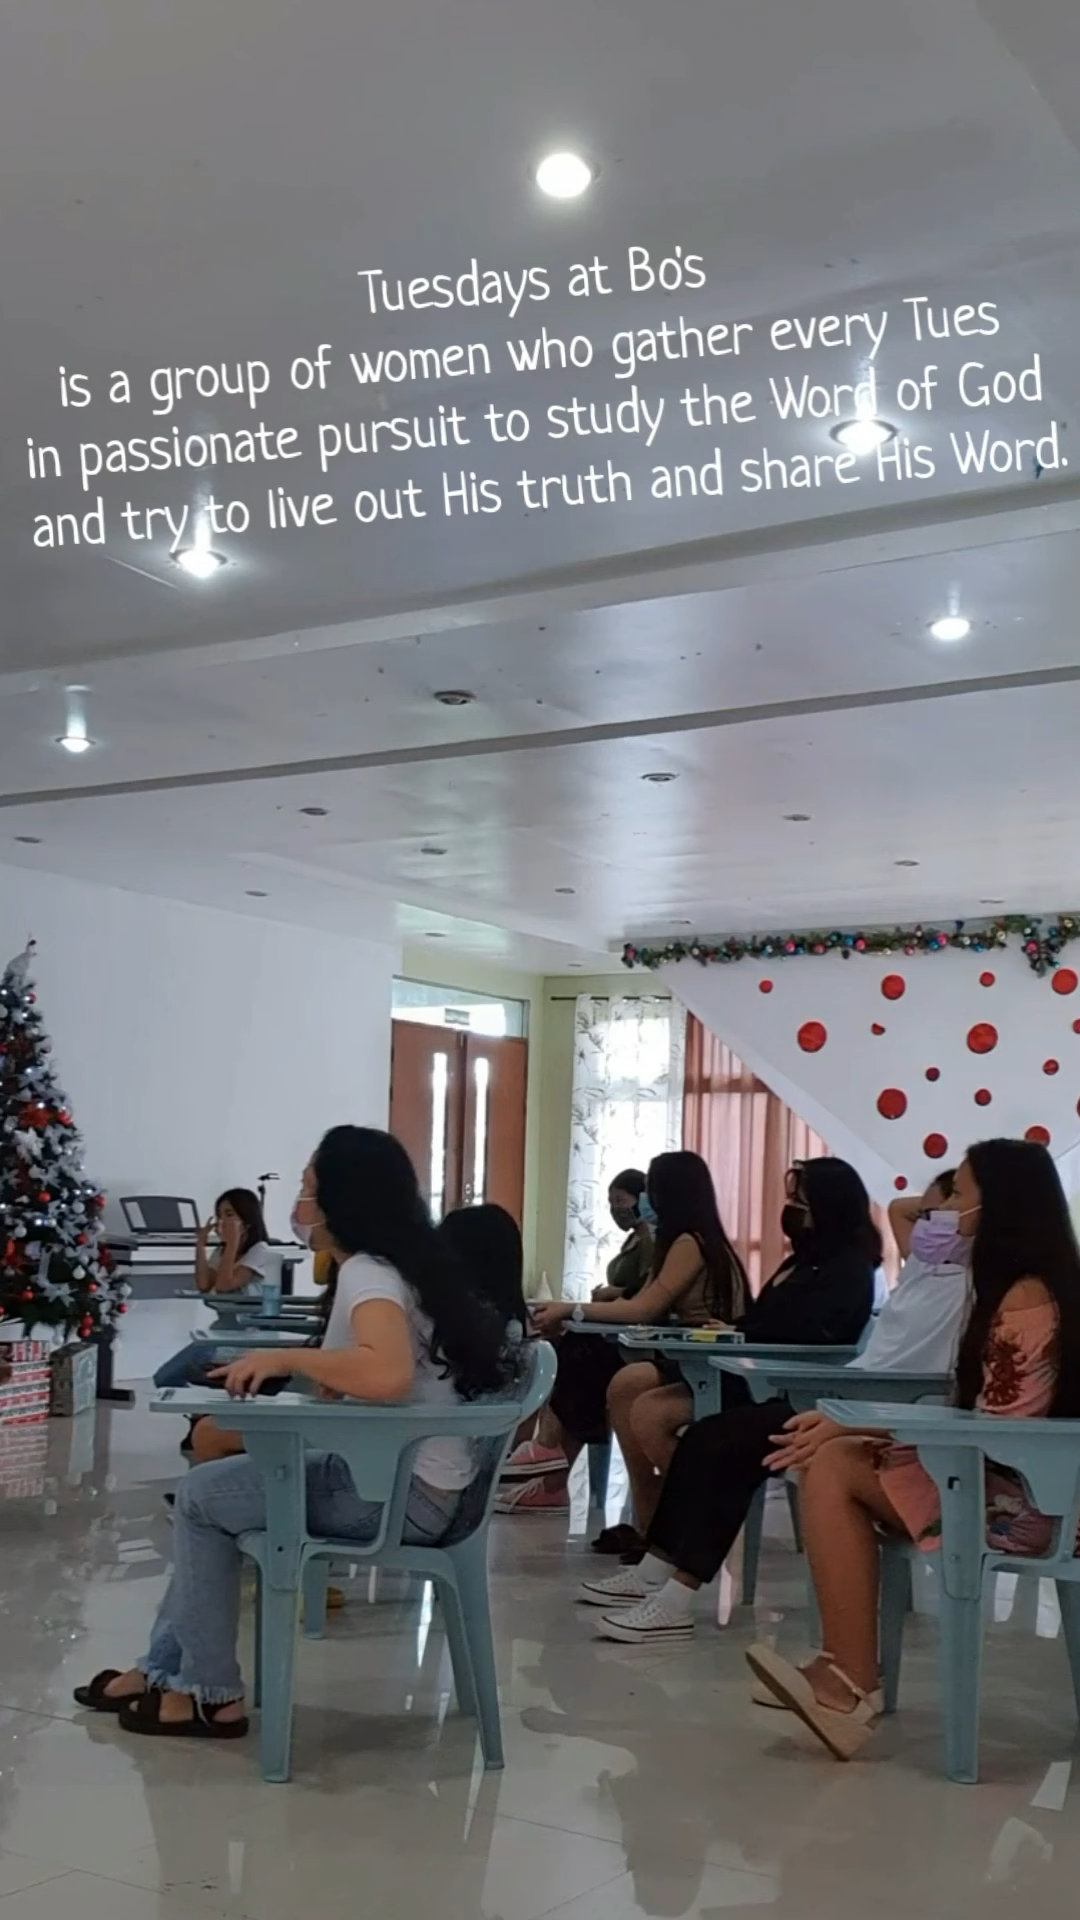 Tuesdays at Bo's
is a group of women who gather every Tues
in passionate pursuit to study the Word of God
and try to live out His truth and share His Word.